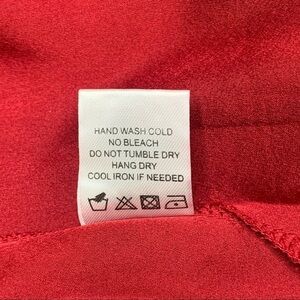 HAND WASH COLD
NO BLEACH
DO NOT TUMBLE DRY
HANG DRY
COOL IRON IF NEEDED